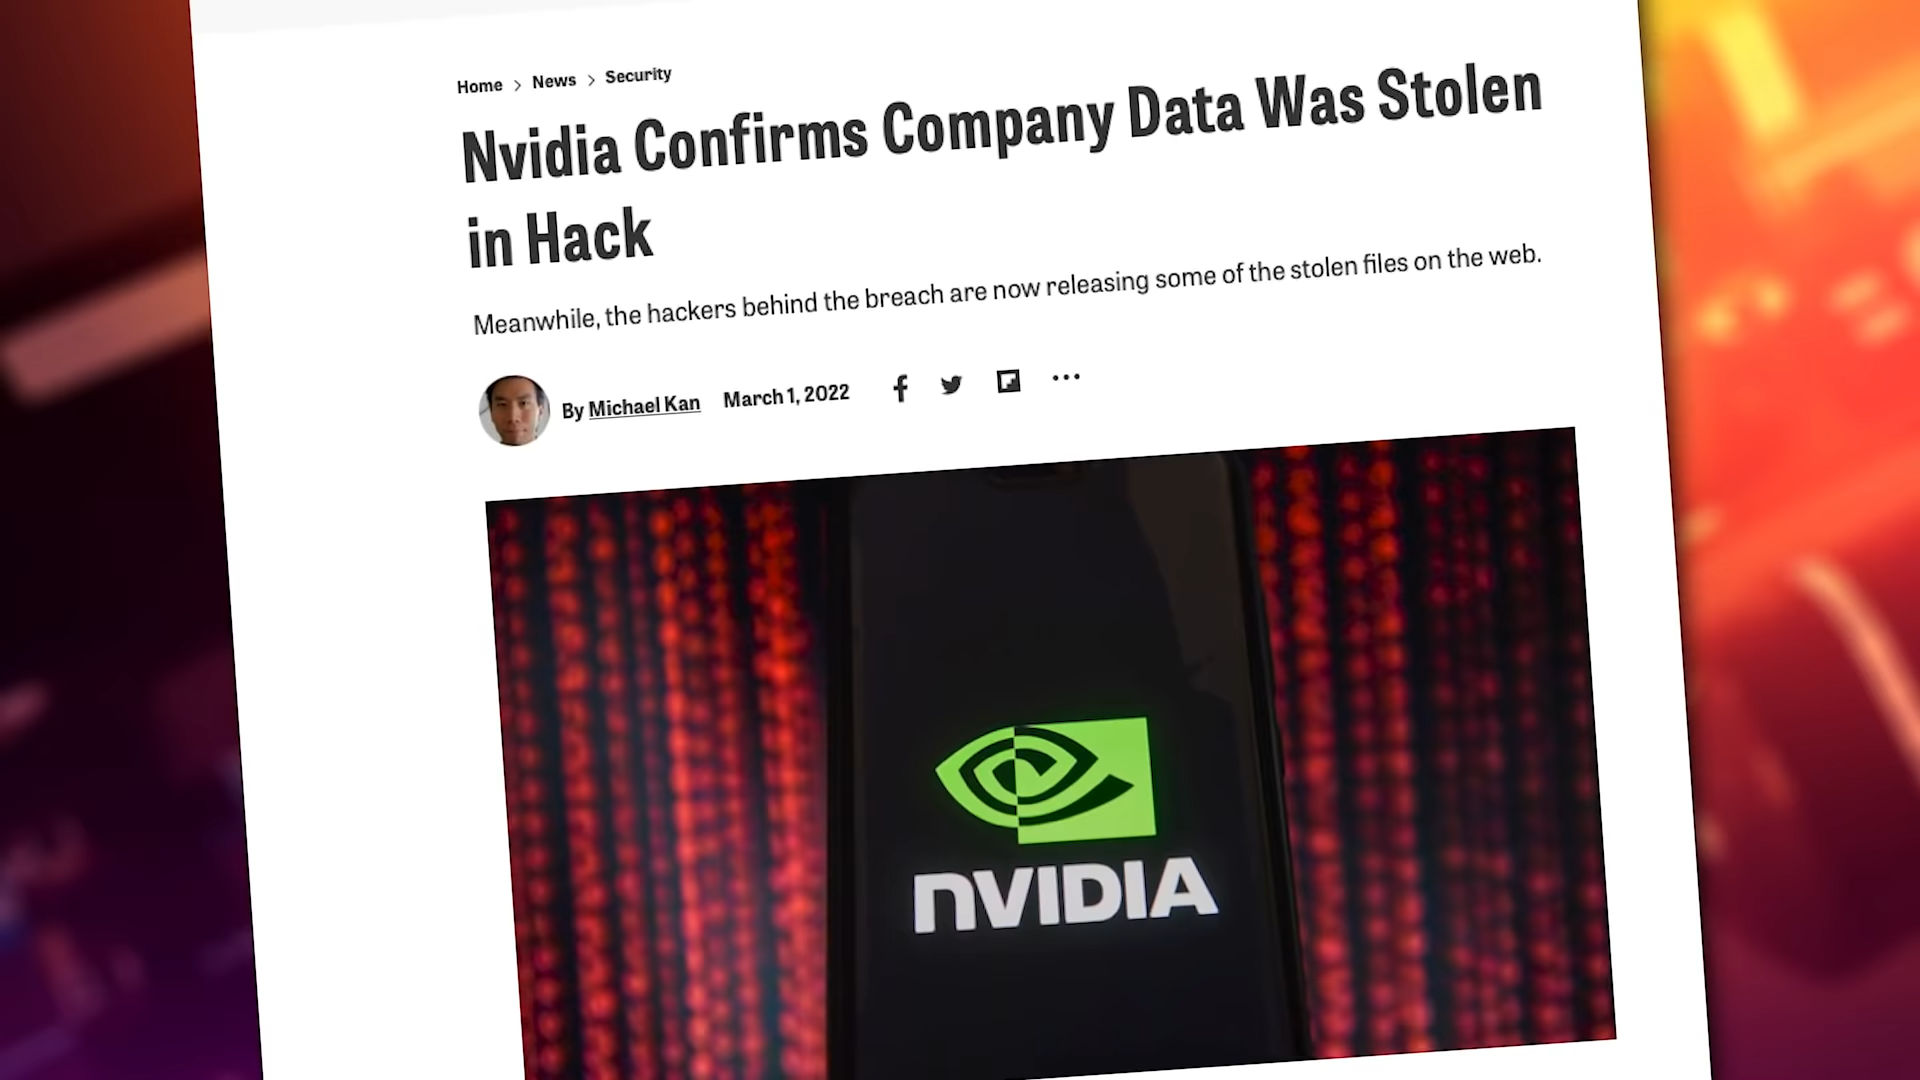 Home > News > Security
Nvidia Confirms Company Data Was Stolen
in Hack
Meanwhile, the hackers behind the breach are now releasing some of the stolen files on the web.
By Michael Kan March 1, 2022
NVIDIA